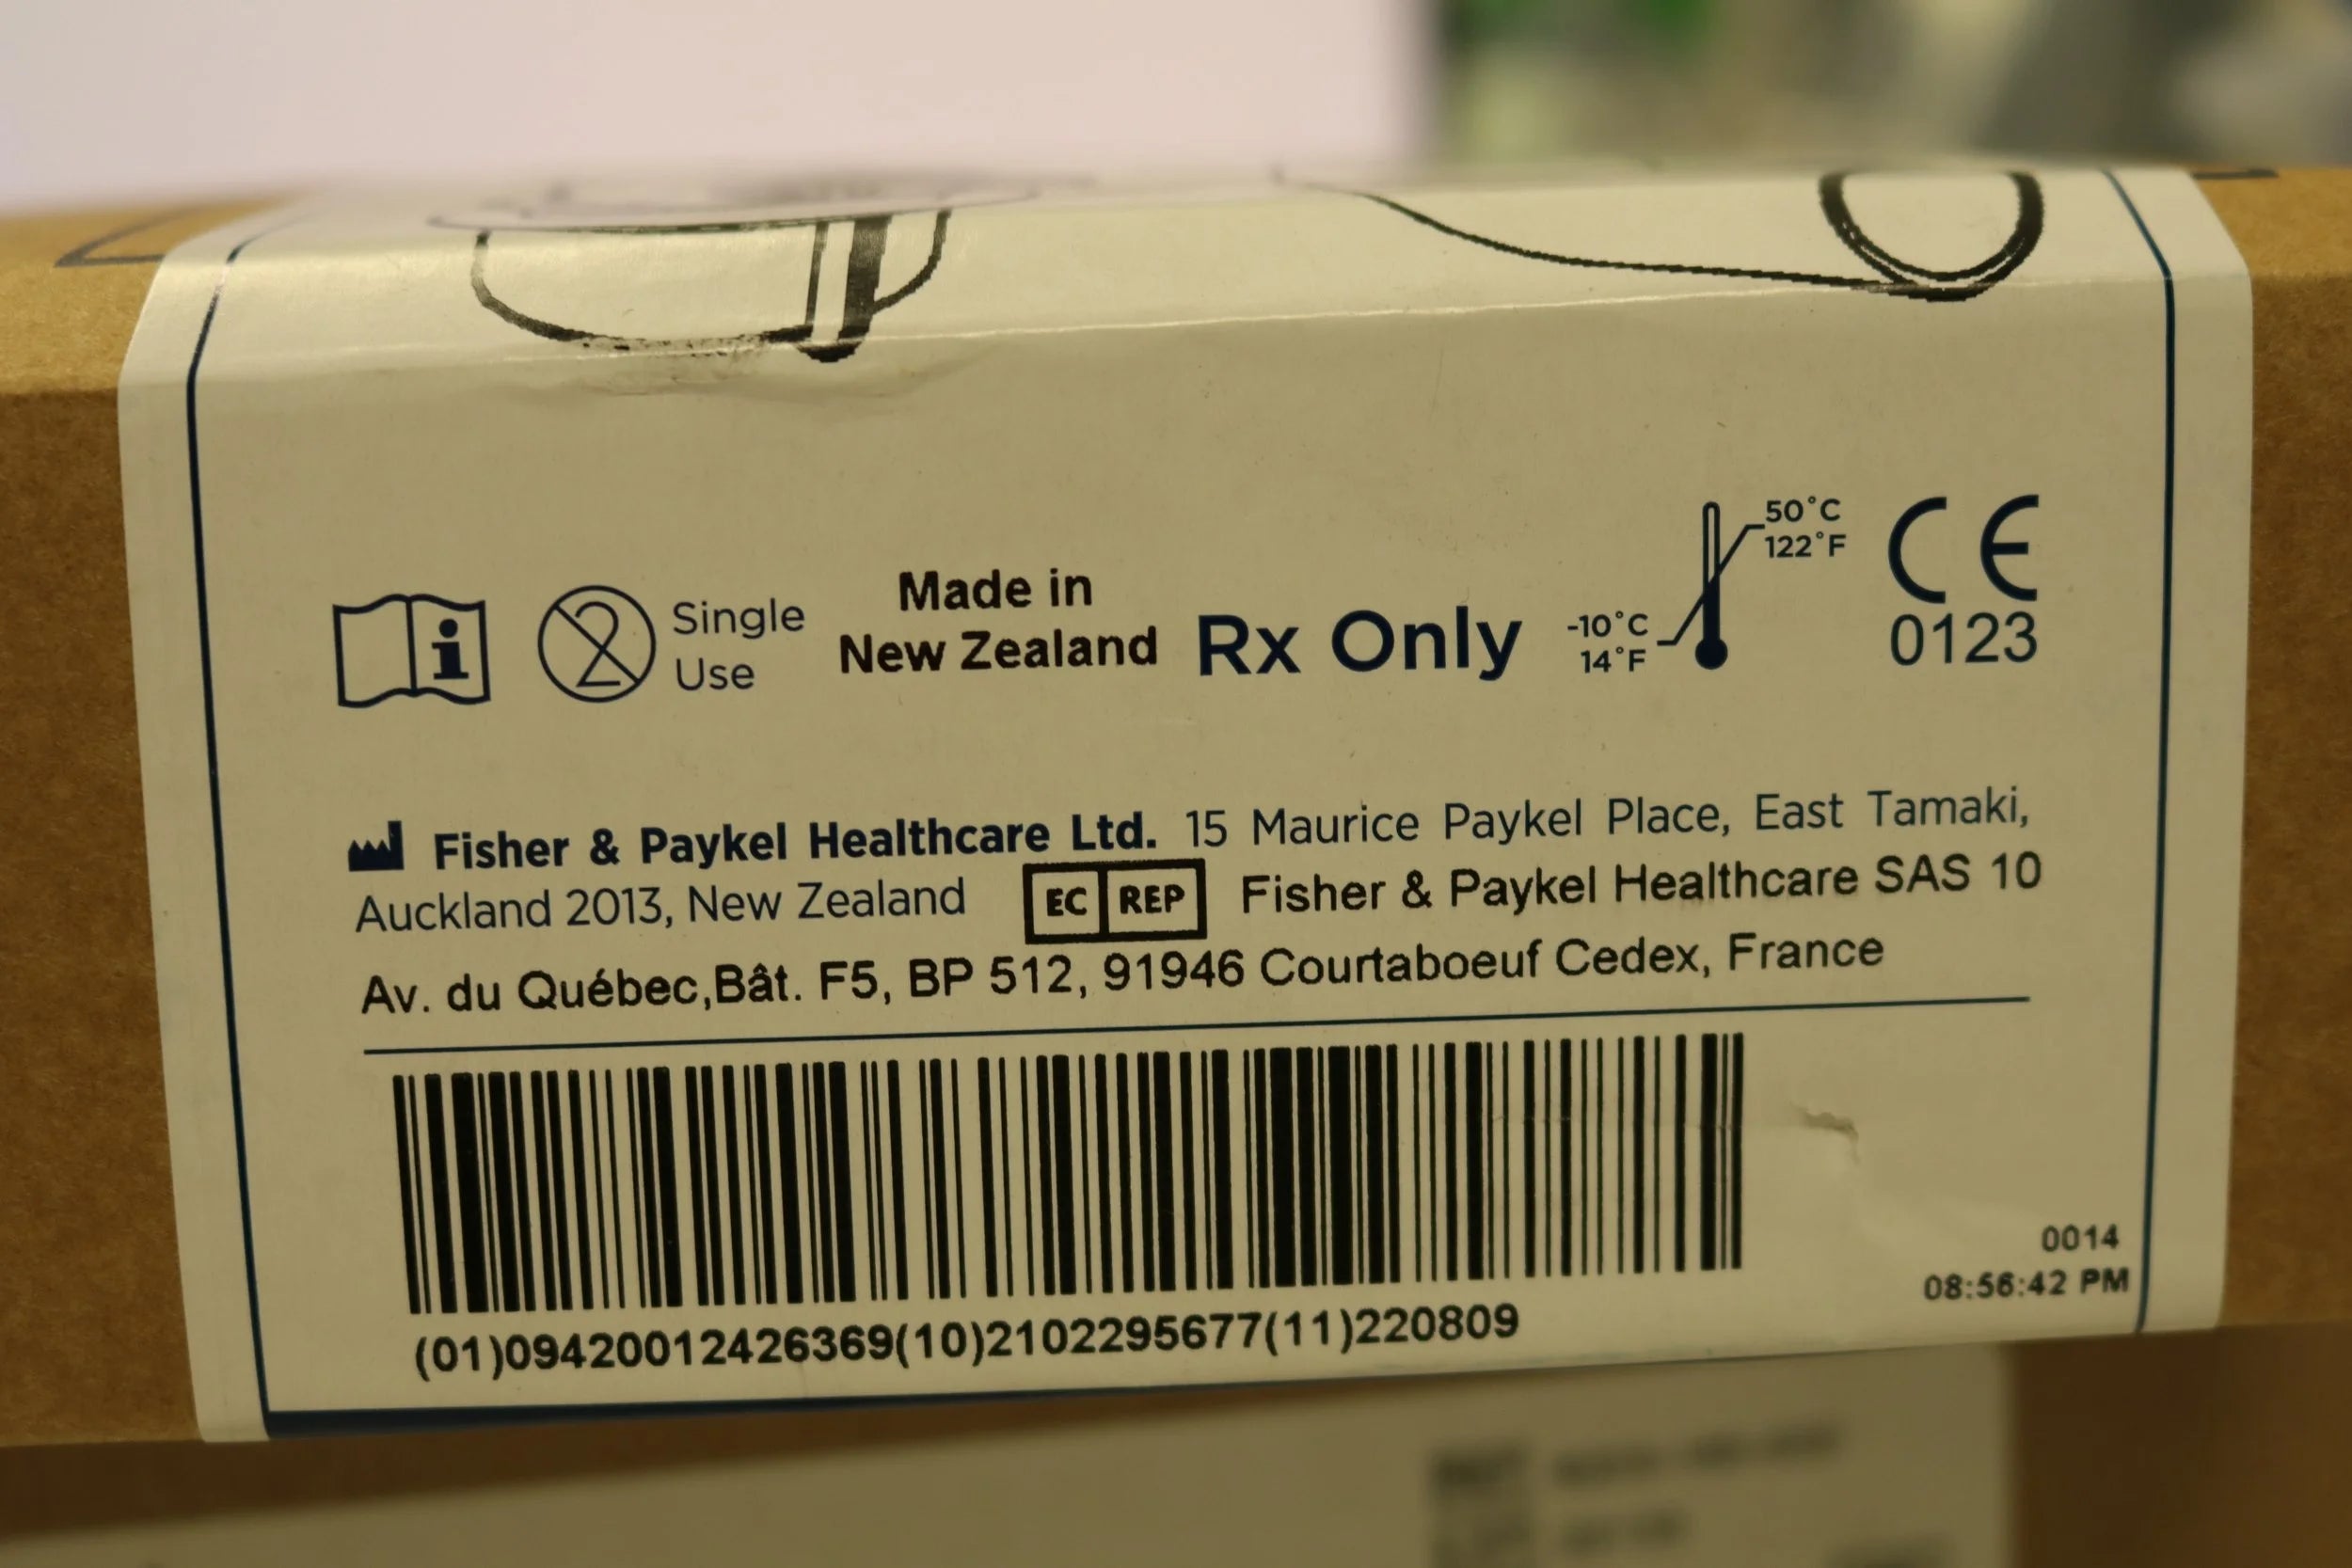 Single
Use
Made in
New Zealand
Rx Only
-10°C
14°F
50°C
122°F
CE
0123
Fisher & Paykel Healthcare Ltd. 15 Maurice Paykel Place, East Tamaki,
Auckland 2013, New Zealand EC REP Fisher & Paykel Healthcare SAS 10
Av. du Québec,Bât. F5, BP 512, 91946 Courtaboeuf Cedex, France
(01)09420012426369(10)2102295677(11)220809
0014
08:56:42 PM